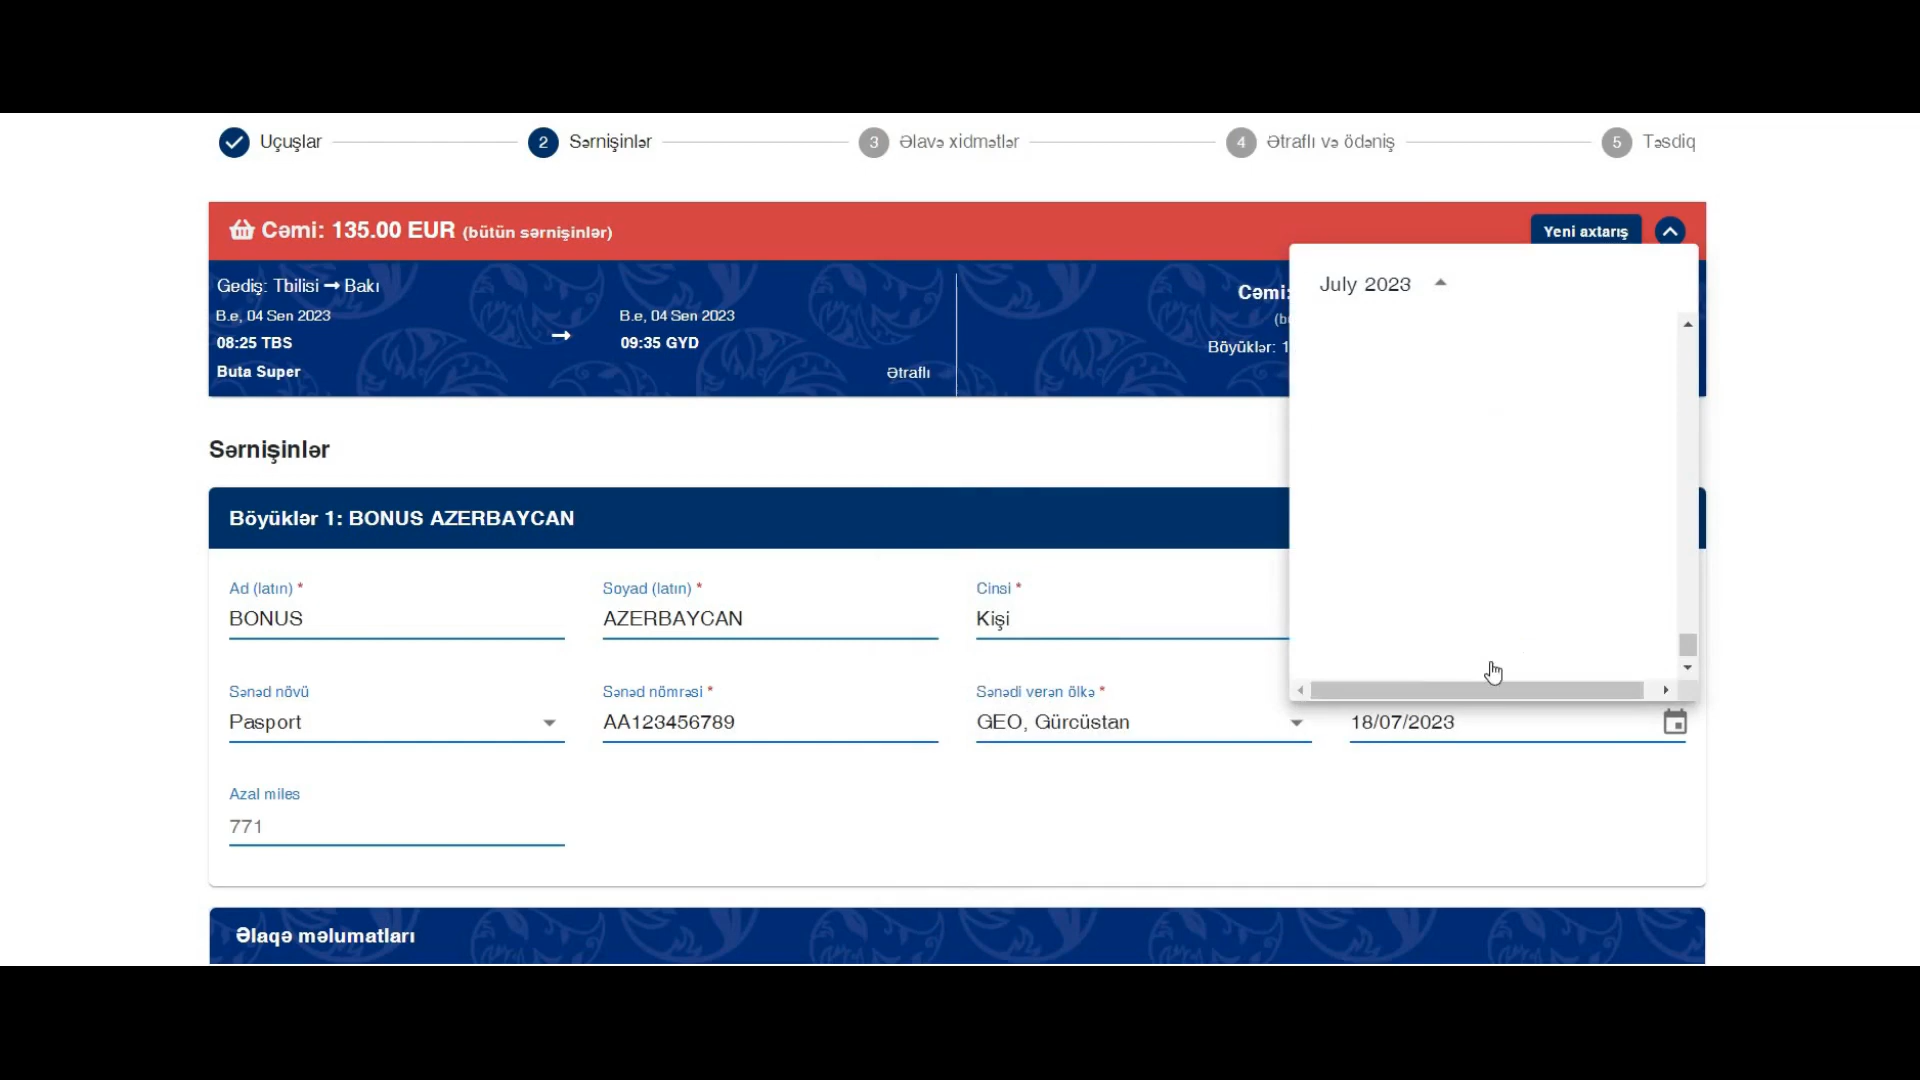 Uçuşlar
2 Sərnişinlər
3 Əlavə xidmətlər
4 Ətraflı və ödəniş
5 Təsdiq
Cəmi: 135.00 EUR (bütün sərnişinlər)
Yeni axtarış
Gediş: Tbilisi → Bakı
B.e, 04 Sen 2023
08:25 TBS
Buta Super
→
B.e, 04 Sen 2023
09:35 GYD
Ətraflı
Cəmi:
Böyüklər: 1
July 2023
Sərnişinlər
Böyüklər 1: BONUS AZERBAYCAN
Ad (latın) *
BONUS
Soyad (latın) *
AZERBAYCAN
Cinsi *
Kişi
Sənəd növü
Pasport
Sənəd nömrəsi *
AA123456789
Sənədi verən ölkə *
GEO, Gürcüstan
18/07/2023
Azal miles
771
Əlaqə məlumatları